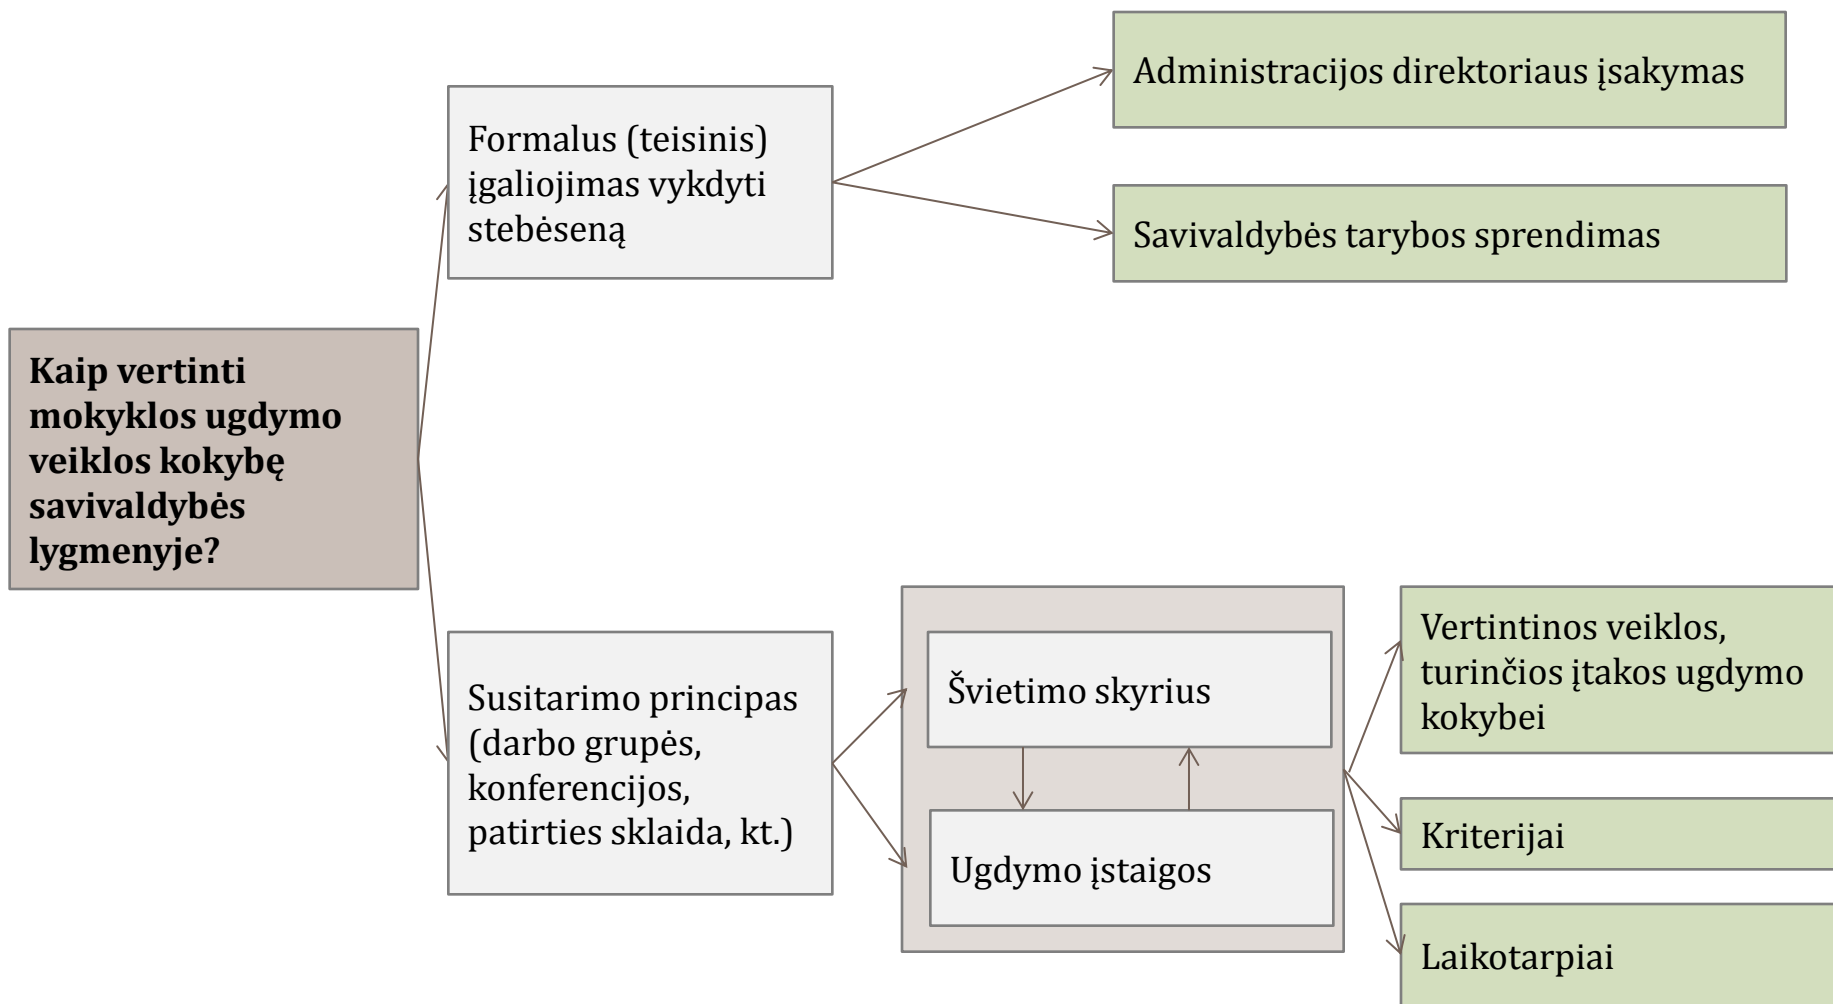 Administracijos direktoriaus įsakymas
Formalus (teisinis)
įgaliojimas vykdyti
stebėseną
Savivaldybės tarybos sprendimas
Kaip vertinti
mokyklos ugdymo
veiklos kokybę
savivaldybės
lygmenyje?
Susitarimo principas
(darbo grupės,
konferencijos,
patirties sklaida, kt.)
Švietimo skyrius
Ugdymo įstaigos
Vertintinos veiklos,
turinčios įtakos ugdymo
kokybei
Kriterijai
Laikotarpiai